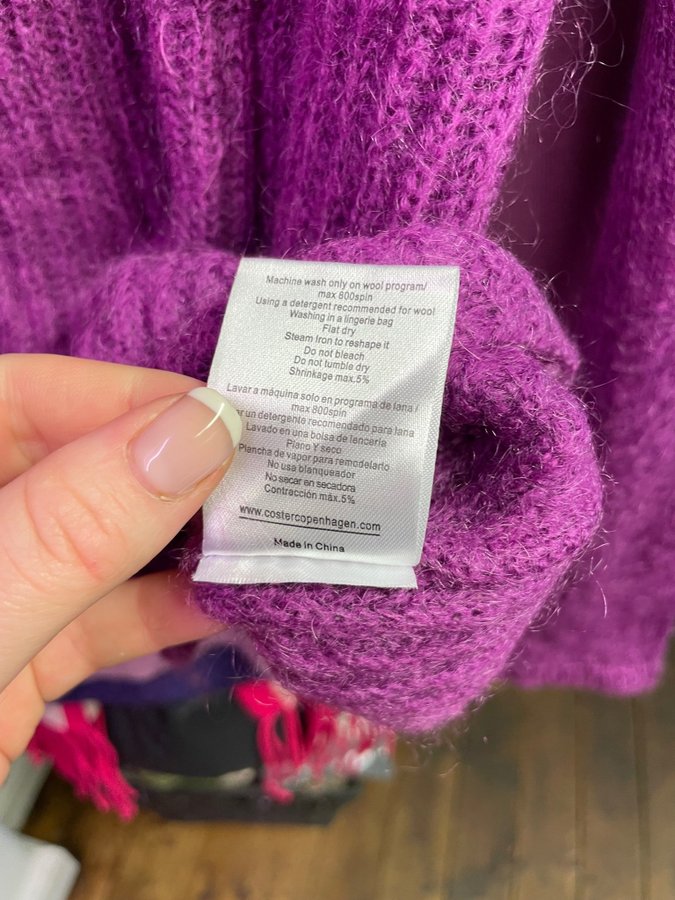 Machine wash only on wool program/
max 800spin
Using a detergent recommended for wool
Washing in a lingerie bag
Flat dry
Steam Iron to reshape it
Do not bleach
Do not tumble dry
Shrinkage max.5%
Lavar a máquina solo en programa de lana /
max 800spin
un detergente recomendado para lana
Lavado en una bolsa de lencería
Plano Y seco
Plancha de vapor para remodelarlo
No usa blanqueador
No secar en secadora
Contracción máx.5%
www.costercopenhagen.com
Made in China